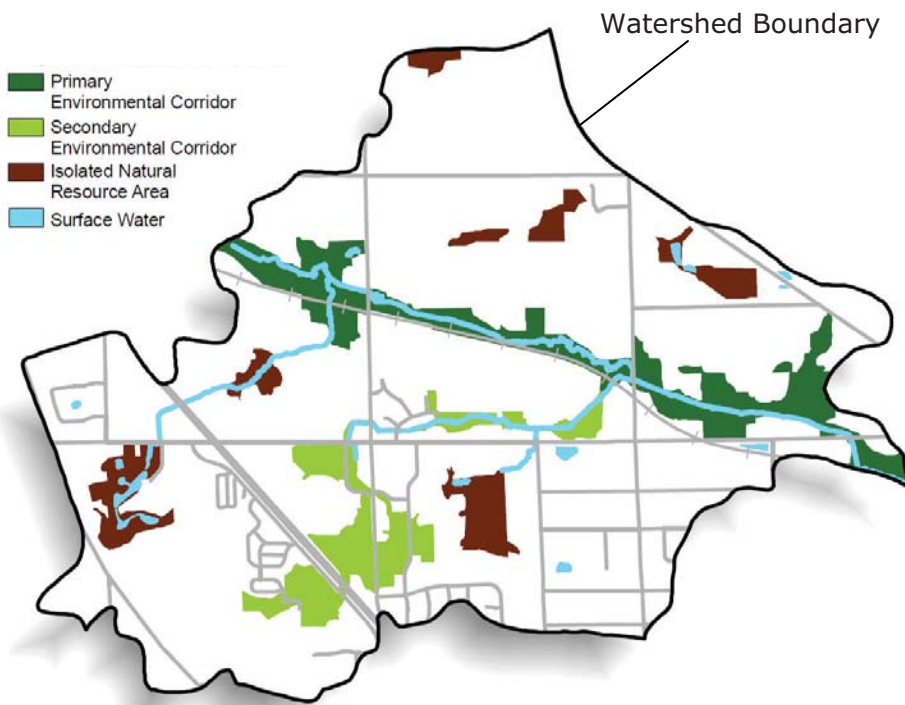 Watershed Boundary
Primary
Environmental Corridor
Secondary
Environmental Corridor
Isolated Natural
Resource Area
Surface Water